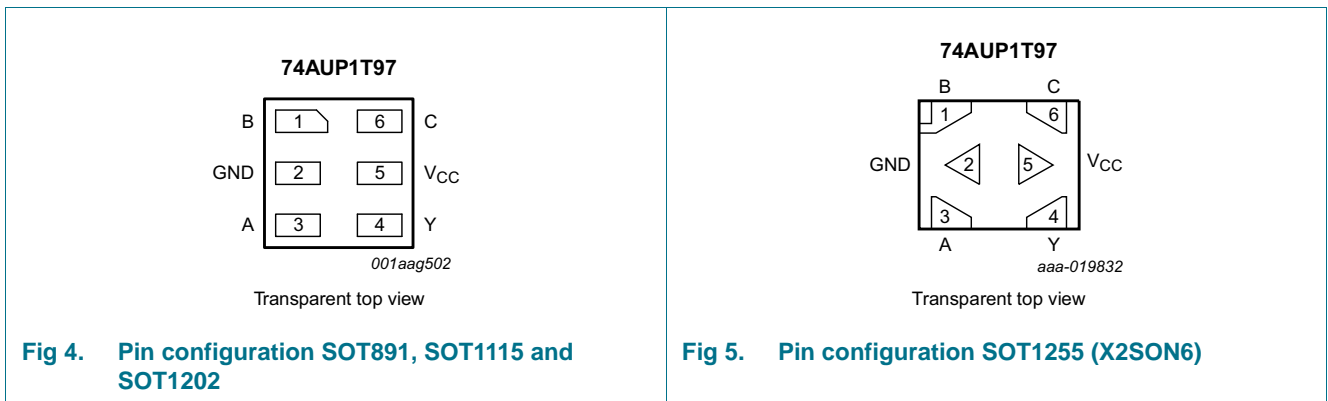 74AUP1T97
B 1 6 C
GND 2 5 VCC
A 3 4 Y
001aag502
Transparent top view
Fig 4. Pin configuration SOT891, SOT1115 and
SOT1202
74AUP1T97
B C
1 6
GND 2 5 VCC
3 4
A Y
aaa-019832
Transparent top view
Fig 5. Pin configuration SOT1255 (X2SON6)